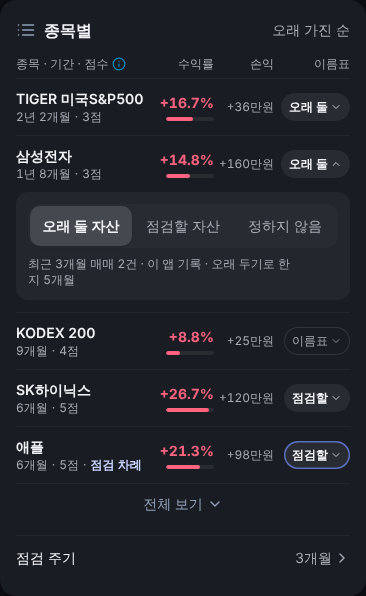 종목별 오래 가진 순
종목 · 기간 · 점수 수익률 손익 이름표
TIGER 미국S&P500 +16.7% +36만원 오래 둘
2년 2개월 · 3점
삼성전자 +14.8% +160만원 오래 둘
1년 8개월 · 3점
오래 둘 자산 점검할 자산 정하지 않음
최근 3개월 매매 2건 · 이 앱 기록 · 오래 두기로 한
지 5개월
KODEX 200 +8.8% +25만원 이름표
9개월 · 4점
SK하이닉스 +26.7% +120만원 점검할
6개월 · 5점
애플 +21.3% +98만원 점검할
6개월 · 5점 · 점검 차례
전체 보기
점검 주기 3개월